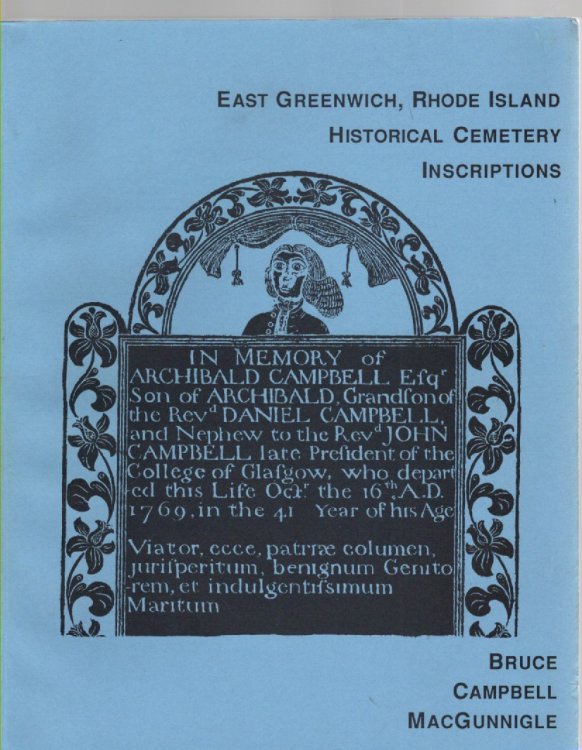 EAST GREENWICH, RHODE ISLAND
HISTORICAL CEMETERY
INSCRIPTIONS
IN MEMORY of
ARCHIBALD CAMPBELL Eſqr
Son of ARCHIBALD, Grandſon of
the Revd DANIEL CAMPBELL,
and Nephew to the Revd JOHN
CAMPBELL late Preſident of the
College of Glaſgow, who depart
-ed this Life Octr. the 16th, A.D.
1769, in the 41 Year of his Age
Viator, ecce, patriæ columen,
juriſperitum, benignum Genito
-rem, et indulgentiſsimum
Maritum
BRUCE
CAMPBELL
MACGUNNIGLE